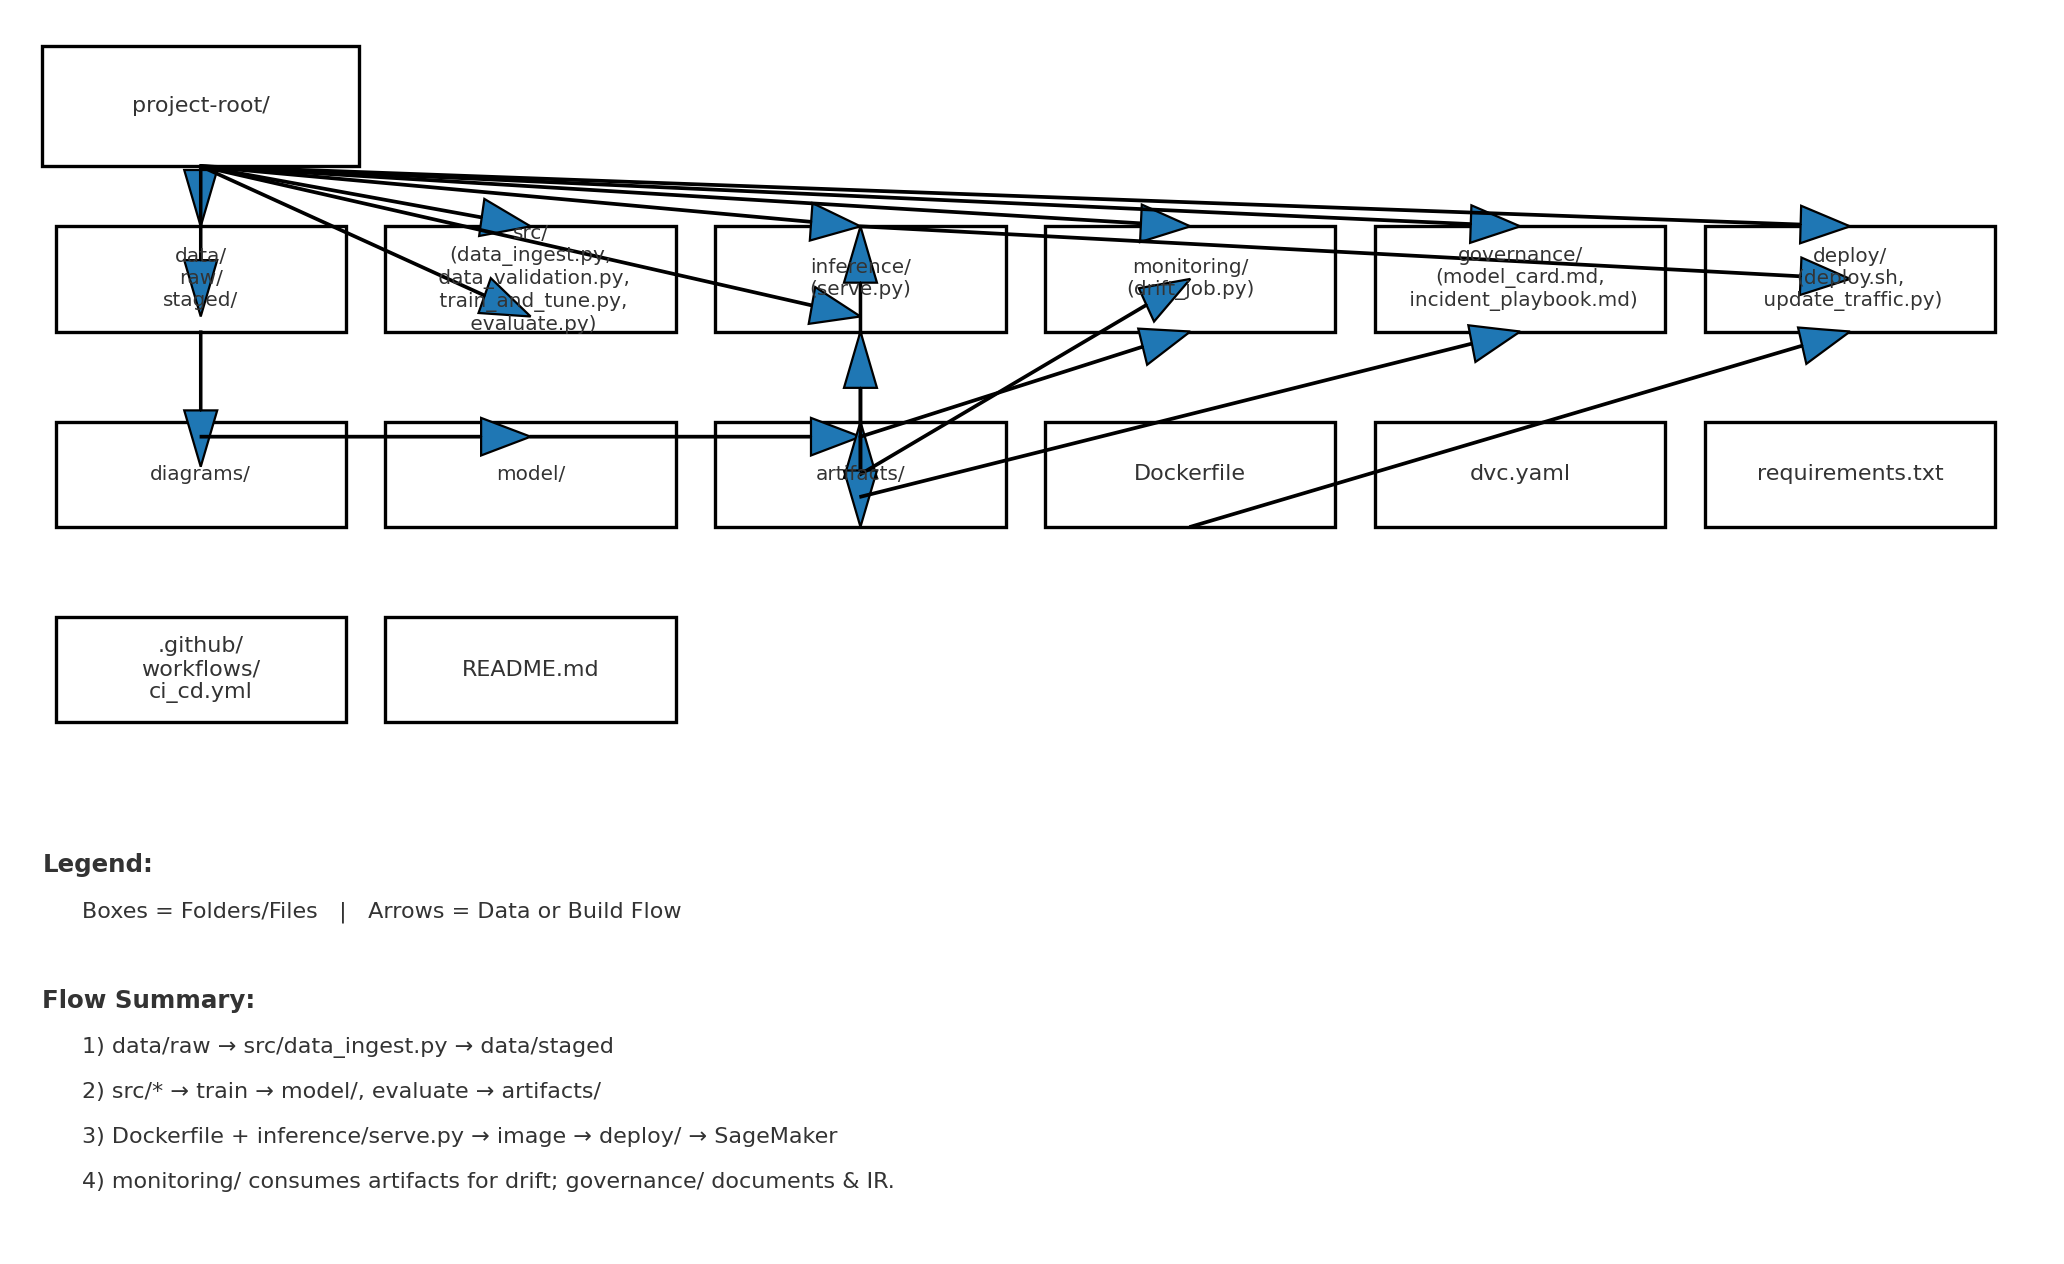 project-root/
data/
raw/
staged/
src/
(data_ingest.py,
data_validation.py,
train_and_tune.py,
evaluate.py)
inference/
(serve.py)
monitoring/
(drift_job.py)
governance/
(model_card.md,
incident_playbook.md)
deploy/
(deploy.sh,
update_traffic.py)
diagrams/
model/
artifacts/
Dockerfile
dvc.yaml
requirements.txt
.github/
workflows/
ci_cd.yml
README.md
Legend:
Boxes = Folders/Files | Arrows = Data or Build Flow
Flow Summary:
1) data/raw → src/data_ingest.py → data/staged
2) src/* → train → model/, evaluate → artifacts/
3) Dockerfile + inference/serve.py → image → deploy/ → SageMaker
4) monitoring/ consumes artifacts for drift; governance/ documents & IR.